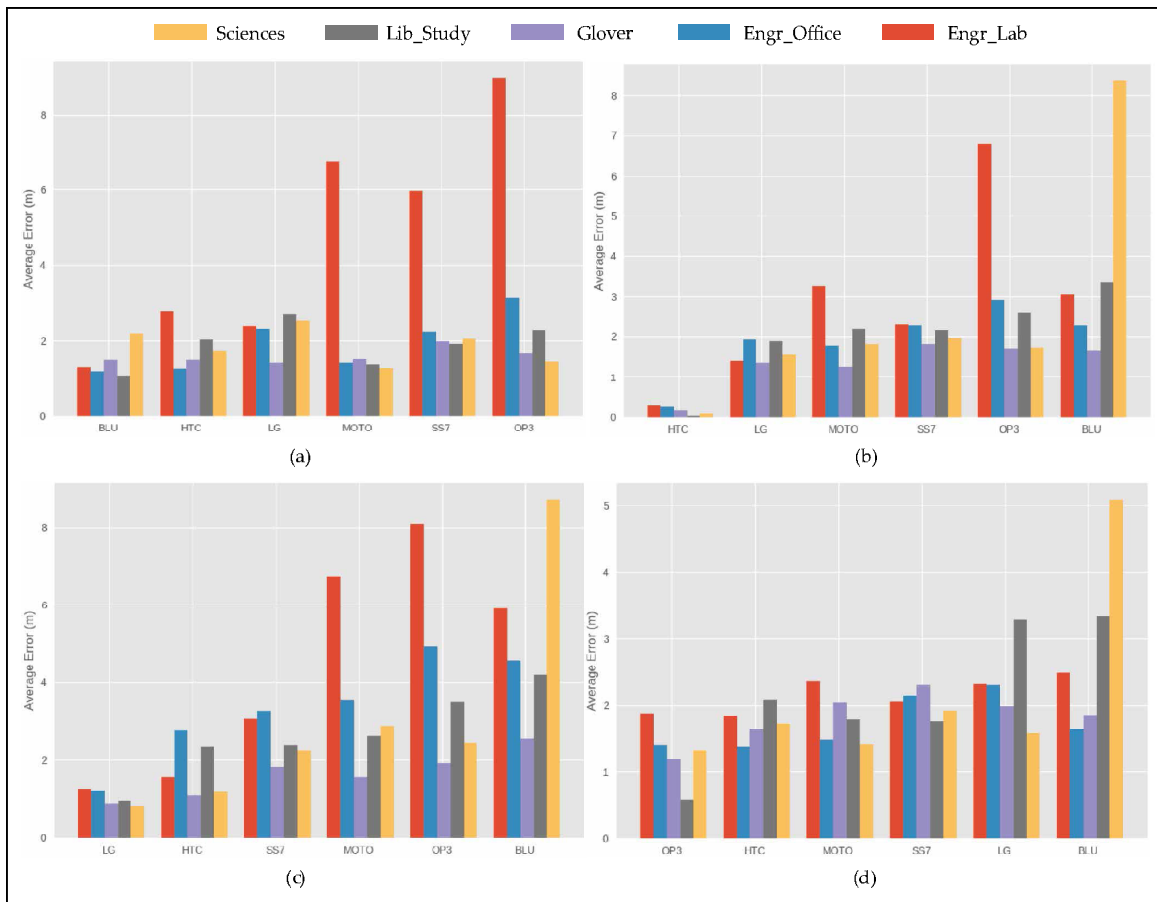 Sciences Lib_Study Glover Engr_Office Engr_Lab
Average Error (m)
8
6
4
2
0
BLU HTC LG MOTO SS7 OP3
(a)
Average Error (m)
8
7
6
5
4
3
2
1
0
HTC LG MOTO SS7 OP3 BLU
(b)
Average Error (m)
8
6
4
2
0
LG HTC SS7 MOTO OP3 BLU
(c)
Average Error (m)
5
4
3
2
1
0
OP3 HTC MOTO SS7 LG BLU
(d)